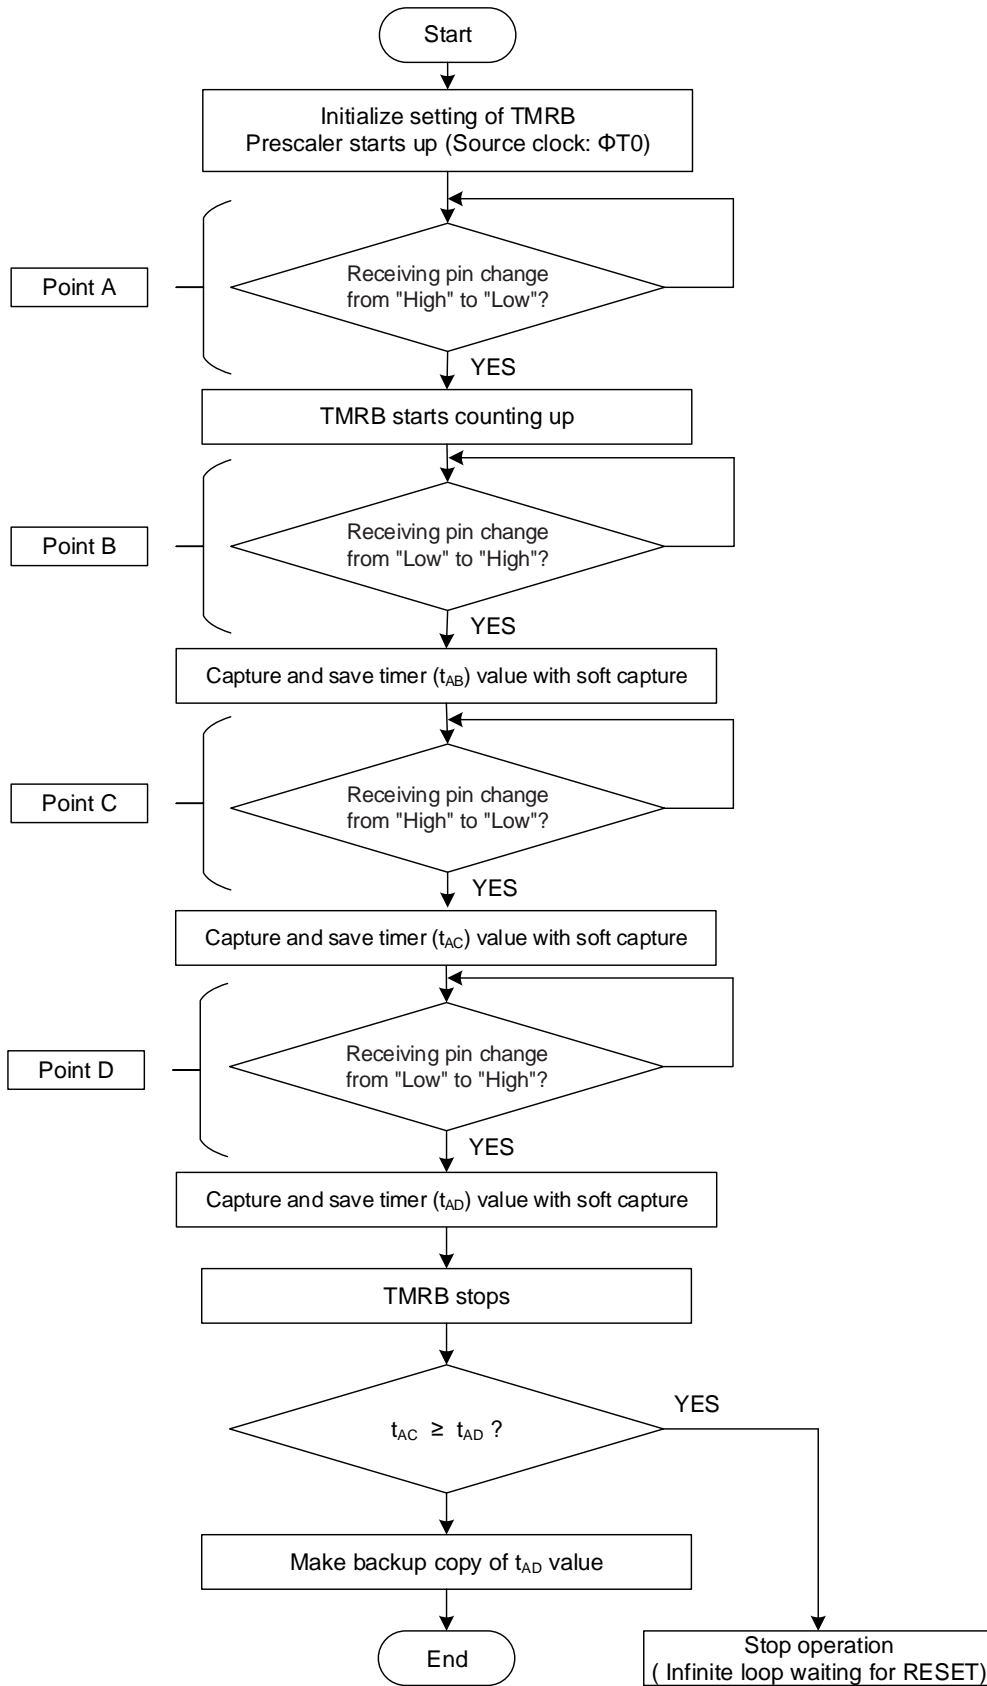 Start
Initialize setting of TMRB
Prescaler starts up (Source clock: ΦT0)
Point A
Receiving pin change
from "High" to "Low"?
YES
TMRB starts counting up
Point B
Receiving pin change
from "Low" to "High"?
YES
Capture and save timer (tAB) value with soft capture
Point C
Receiving pin change
from "High" to "Low"?
YES
Capture and save timer (tAC) value with soft capture
Point D
Receiving pin change
from "Low" to "High"?
YES
Capture and save timer (tAD) value with soft capture
TMRB stops
tAC ≥ tAD ?
YES
Make backup copy of tAD value
End
Stop operation
( Infinite loop waiting for RESET)